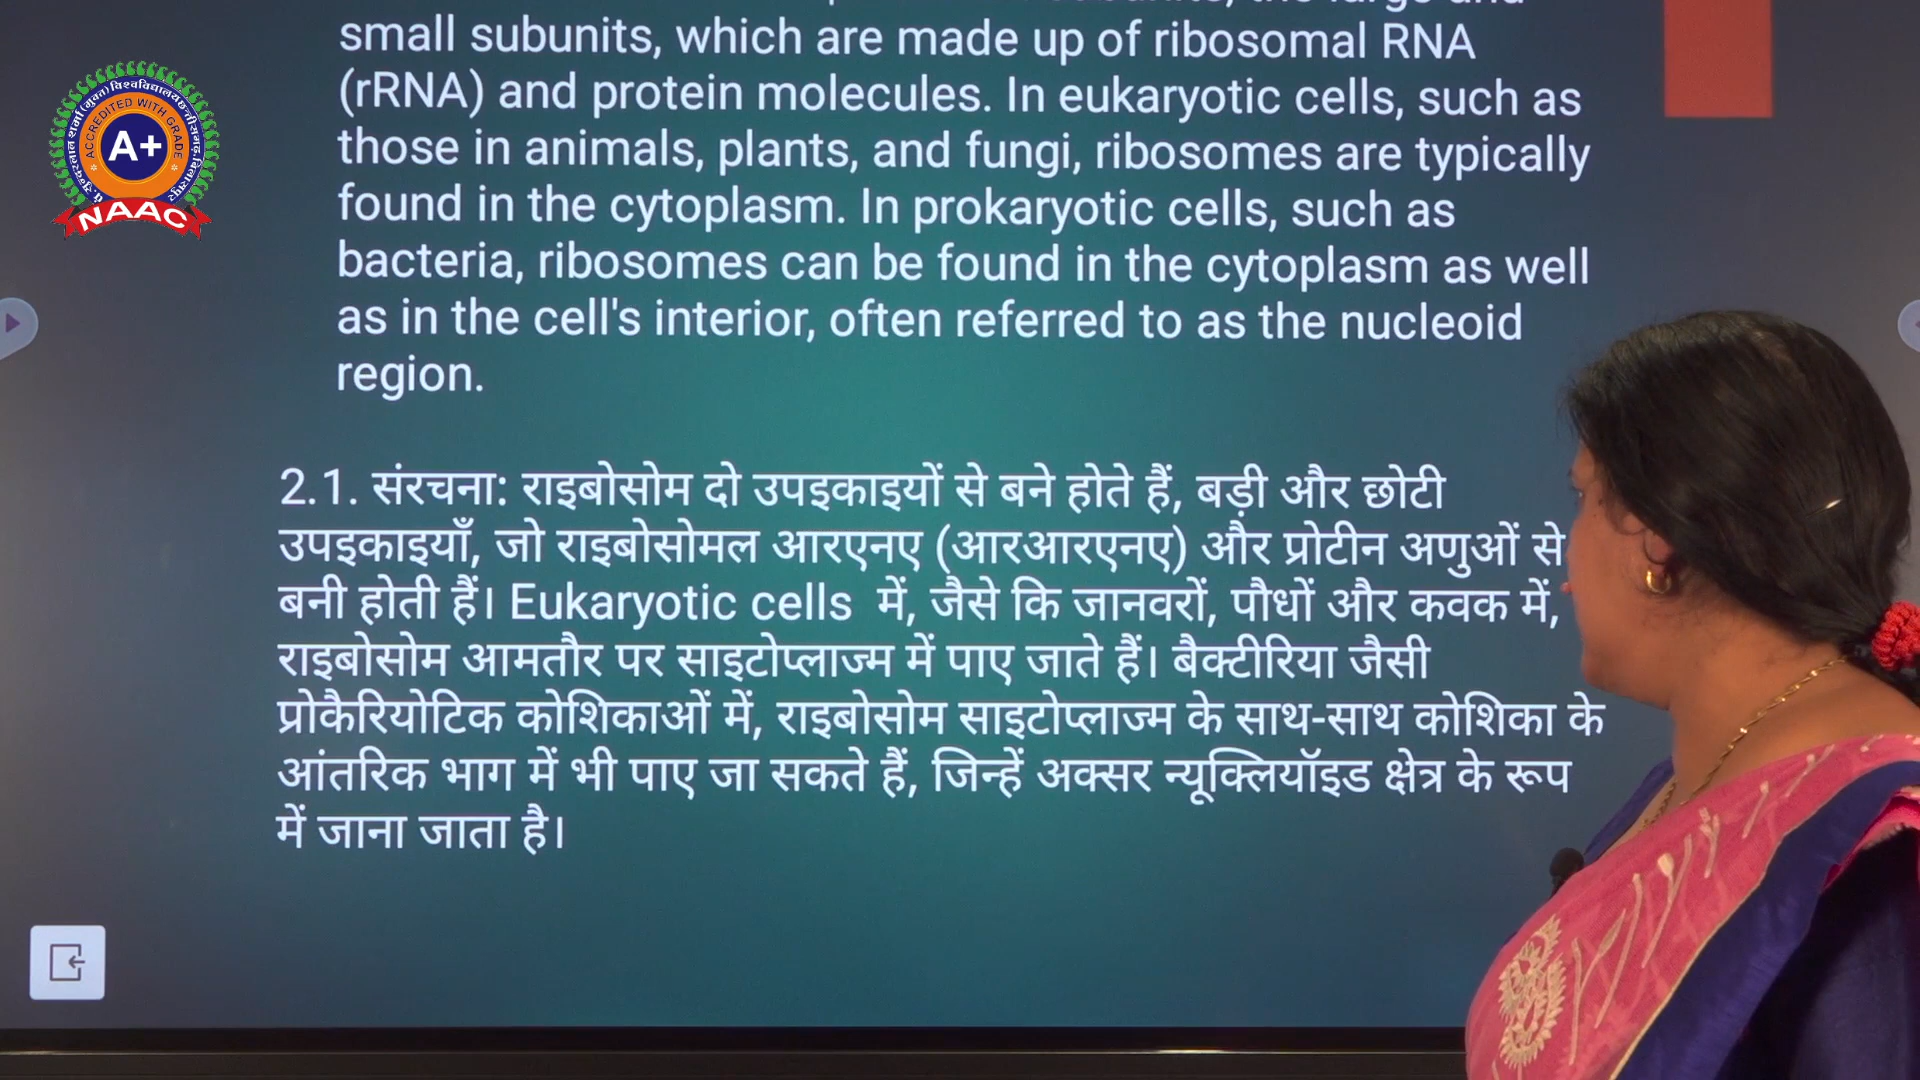 small subunits, which are made up of ribosomal RNA
(rRNA) and protein molecules. In eukaryotic cells, such as
those in animals, plants, and fungi, ribosomes are typically
found in the cytoplasm. In prokaryotic cells, such as
bacteria, ribosomes can be found in the cytoplasm as well
as in the cell's interior, often referred to as the nucleoid
region.
2.1. संरचना: राइबोसोम दो उपइकाइयों से बने होते हैं, बड़ी और छोटी
उपइकाइयाँ, जो राइबोसोमल आरएनए (आरआरएनए) और प्रोटीन अणुओं से
बनी होती हैं। Eukaryotic cells में, जैसे कि जानवरों, पौधों और कवक में,
राइबोसोम आमतौर पर साइटोप्लाज्म में पाए जाते हैं। बैक्टीरिया जैसी
प्रोकैरियोटिक कोशिकाओं में, राइबोसोम साइटोप्लाज्म के साथ-साथ कोशिका के
आंतरिक भाग में भी पाए जा सकते हैं, जिन्हें अक्सर न्यूक्लियॉइड क्षेत्र के रूप
में जाना जाता है।
ACCREDITED WITH GRADE
A+
NAAC